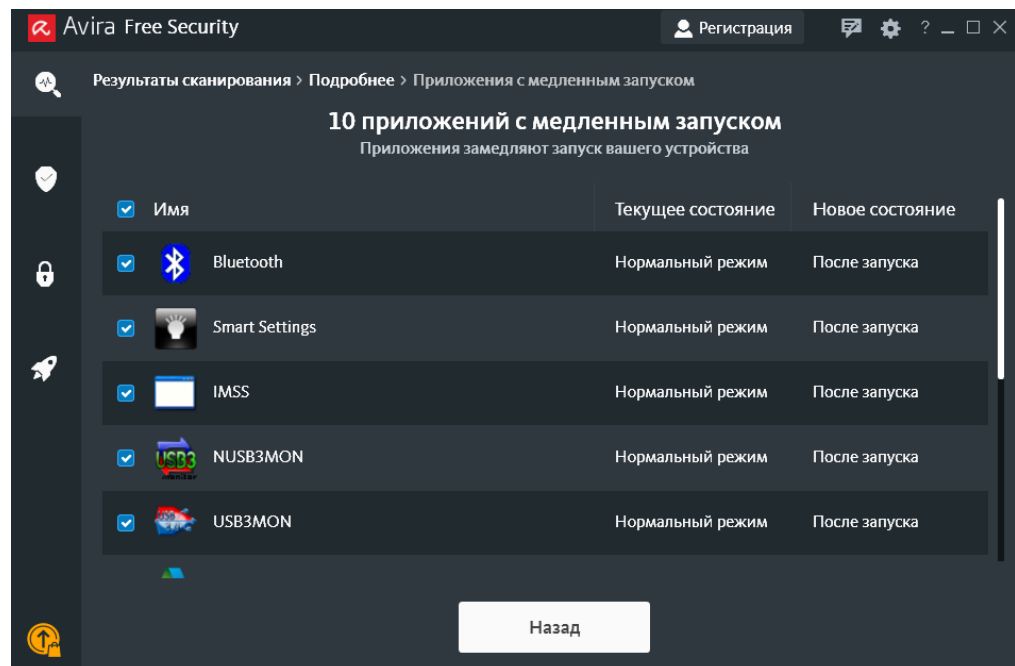 Avira Free Security
Регистрация
?
Результаты сканирования > Подробнее > Приложения с медленным запуском
10 приложений с медленным запуском
Приложения замедляют запуск вашего устройства
Имя Текущее состояние Новое состояние
Bluetooth Нормальный режим После запуска
Smart Settings Нормальный режим После запуска
IMSS Нормальный режим После запуска
USB3 Monitor NUSB3MON Нормальный режим После запуска
USB3MON Нормальный режим После запуска
Назад